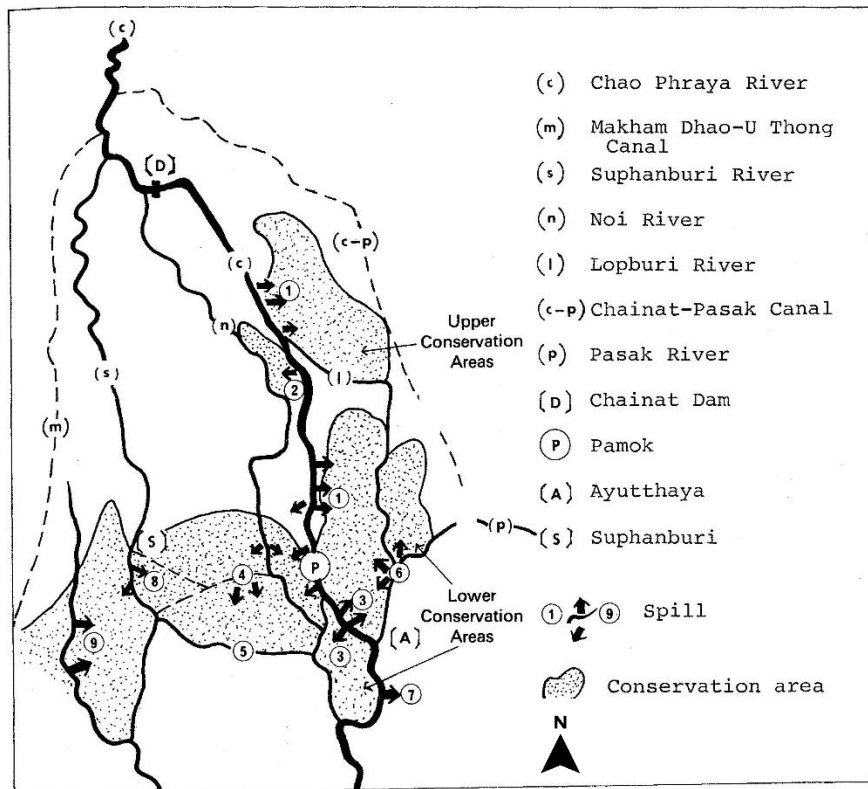 (c)
(c) Chao Phraya River
(m) Makham Dhao-U Thong
Canal
(s) Suphanburi River
(n) Noi River
(l) Lopburi River
(c-p) Chainat-Pasak Canal
(p) Pasak River
[D] Chainat Dam
(P) Pamok
[A] Ayutthaya
[S] Suphanburi
1 9 Spill
Conservation area
N
[D]
(c-p)
(c)
1
(n)
Upper
Conservation
Areas
(s)
(l)
2
(m)
1
(p)
[S]
P
6
8
4
3
Lower
Conservation
Areas
[A]
9
5
3
7